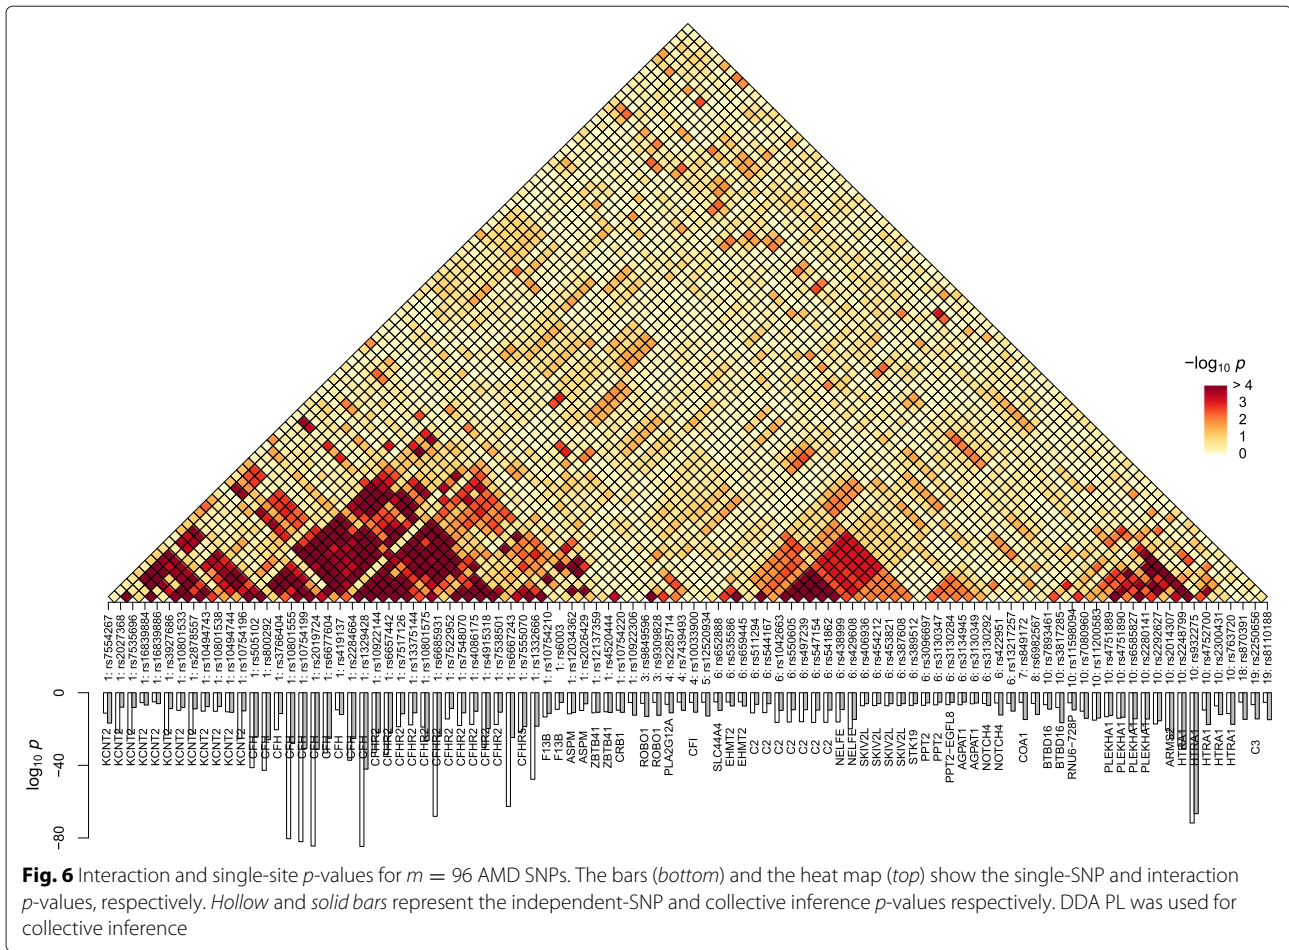 −log₁₀ p
> 4
3
2
1
0
1: rs7554267
1: rs2027368
1: rs7535696
1: rs16839884
1: rs16839886
1: rs3927686
1: rs10801533
1: rs2878557
1: rs10494743
1: rs10801538
1: rs10494744
1: rs10754196
1: rs505102
1: rs800292
1: rs3766404
1: rs10801555
1: rs10754199
1: rs2019724
1: rs6677604
1: rs419137
1: rs2284664
1: rs1329428
1: rs10922144
1: rs6657442
1: rs7517126
1: rs13375144
1: rs10801575
1: rs6685931
1: rs7522952
1: rs7548070
1: rs4086175
1: rs4915318
1: rs7538501
1: rs6667243
1: rs7555070
1: rs1332666
1: rs10754210
1: rs6003
1: rs12034362
1: rs2026429
1: rs12137359
1: rs4520444
1: rs10754220
1: rs10922306
3: rs9849596
3: rs9309828
4: rs2285714
4: rs7439493
4: rs1033900
5: rs12520934
6: rs652888
6: rs535586
6: rs659445
6: rs511294
6: rs544167
6: rs1042663
6: rs550605
6: rs497239
6: rs547154
6: rs541862
6: rs438999
6: rs429608
6: rs406936
6: rs454212
6: rs453821
6: rs387608
6: rs389512
6: rs3096697
6: rs3130347
6: rs3130284
6: rs3134945
6: rs3130349
6: rs3130292
6: rs422951
6: rs13217257
7: rs849172
8: rs6982567
10: rs7893461
10: rs3817285
10: rs11598094
10: rs7080960
10: rs11200583
10: rs4751889
10: rs4751890
10: rs6585827
10: rs2280141
10: rs2292627
10: rs2014307
10: rs2248799
10: rs932275
10: rs4752700
10: rs2300431
10: rs763720
18: rs870391
19: rs2250656
19: rs8110188
log₁₀ p
0
−40
−80
KCNT2
KCNT2
KCNT2
KCNT2
KCNT2
KCNT2
KCNT2
KCNT2
KCNT2
KCNT2
KCNT2
KCNT2
CFH
CFH
CFH
CFH
CFH
CFH
CFH
CFH
CFH
CFH
CFHR2
CFHR2
CFHR2
CFHR2
CFHR2
CFHR2
CFHR2
CFHR2
CFHR2
CFHR2
CFHR2
CFHR5
F13B
F13B
ASPM
ASPM
ZBTB41
ZBTB41
CRB1
ROBO1
ROBO1
PLA2G12A
CFI
SLC44A4
EHMT2
EHMT2
C2
C2
C2
C2
C2
C2
C2
NELFE
NELFE
SKIV2L
SKIV2L
SKIV2L
SKIV2L
STK19
PPT2
PPT2
PPT2−EGFL8
AGPAT1
AGPAT1
NOTCH4
NOTCH4
COA1
BTBD16
BTBD16
RNU6−728P
PLEKHA1
PLEKHA1
PLEKHA1
PLEKHA1
ARMS2
HTRA1
HTRA1
HTRA1
HTRA1
HTRA1
C3
Fig. 6 Interaction and single-site p-values for m = 96 AMD SNPs. The bars (bottom) and the heat map (top) show the single-SNP and interaction
p-values, respectively. Hollow and solid bars represent the independent-SNP and collective inference p-values respectively. DDA PL was used for
collective inference